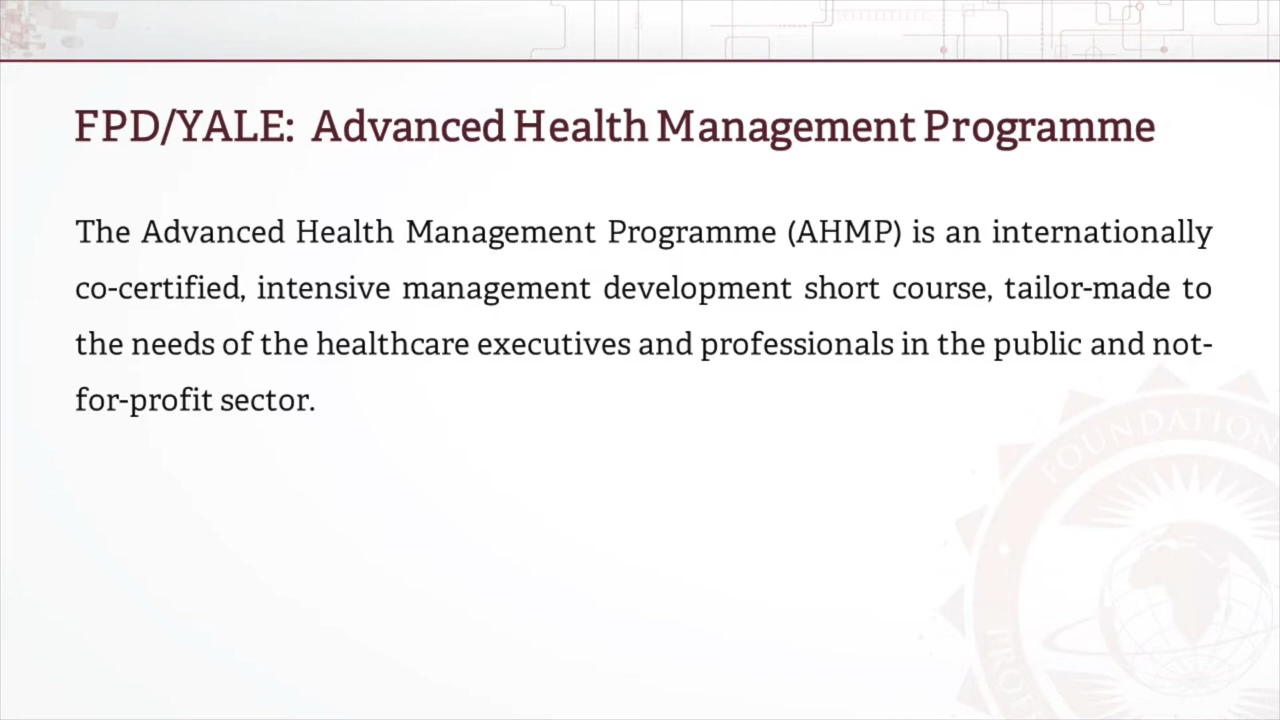 FPD/YALE: Advanced Health Management Programme
The Advanced Health Management Programme (AHMP) is an internationally
co-certified, intensive management development short course, tailor-made to
the needs of the healthcare executives and professionals in the public and not-
for-profit sector.
FOUNDATION